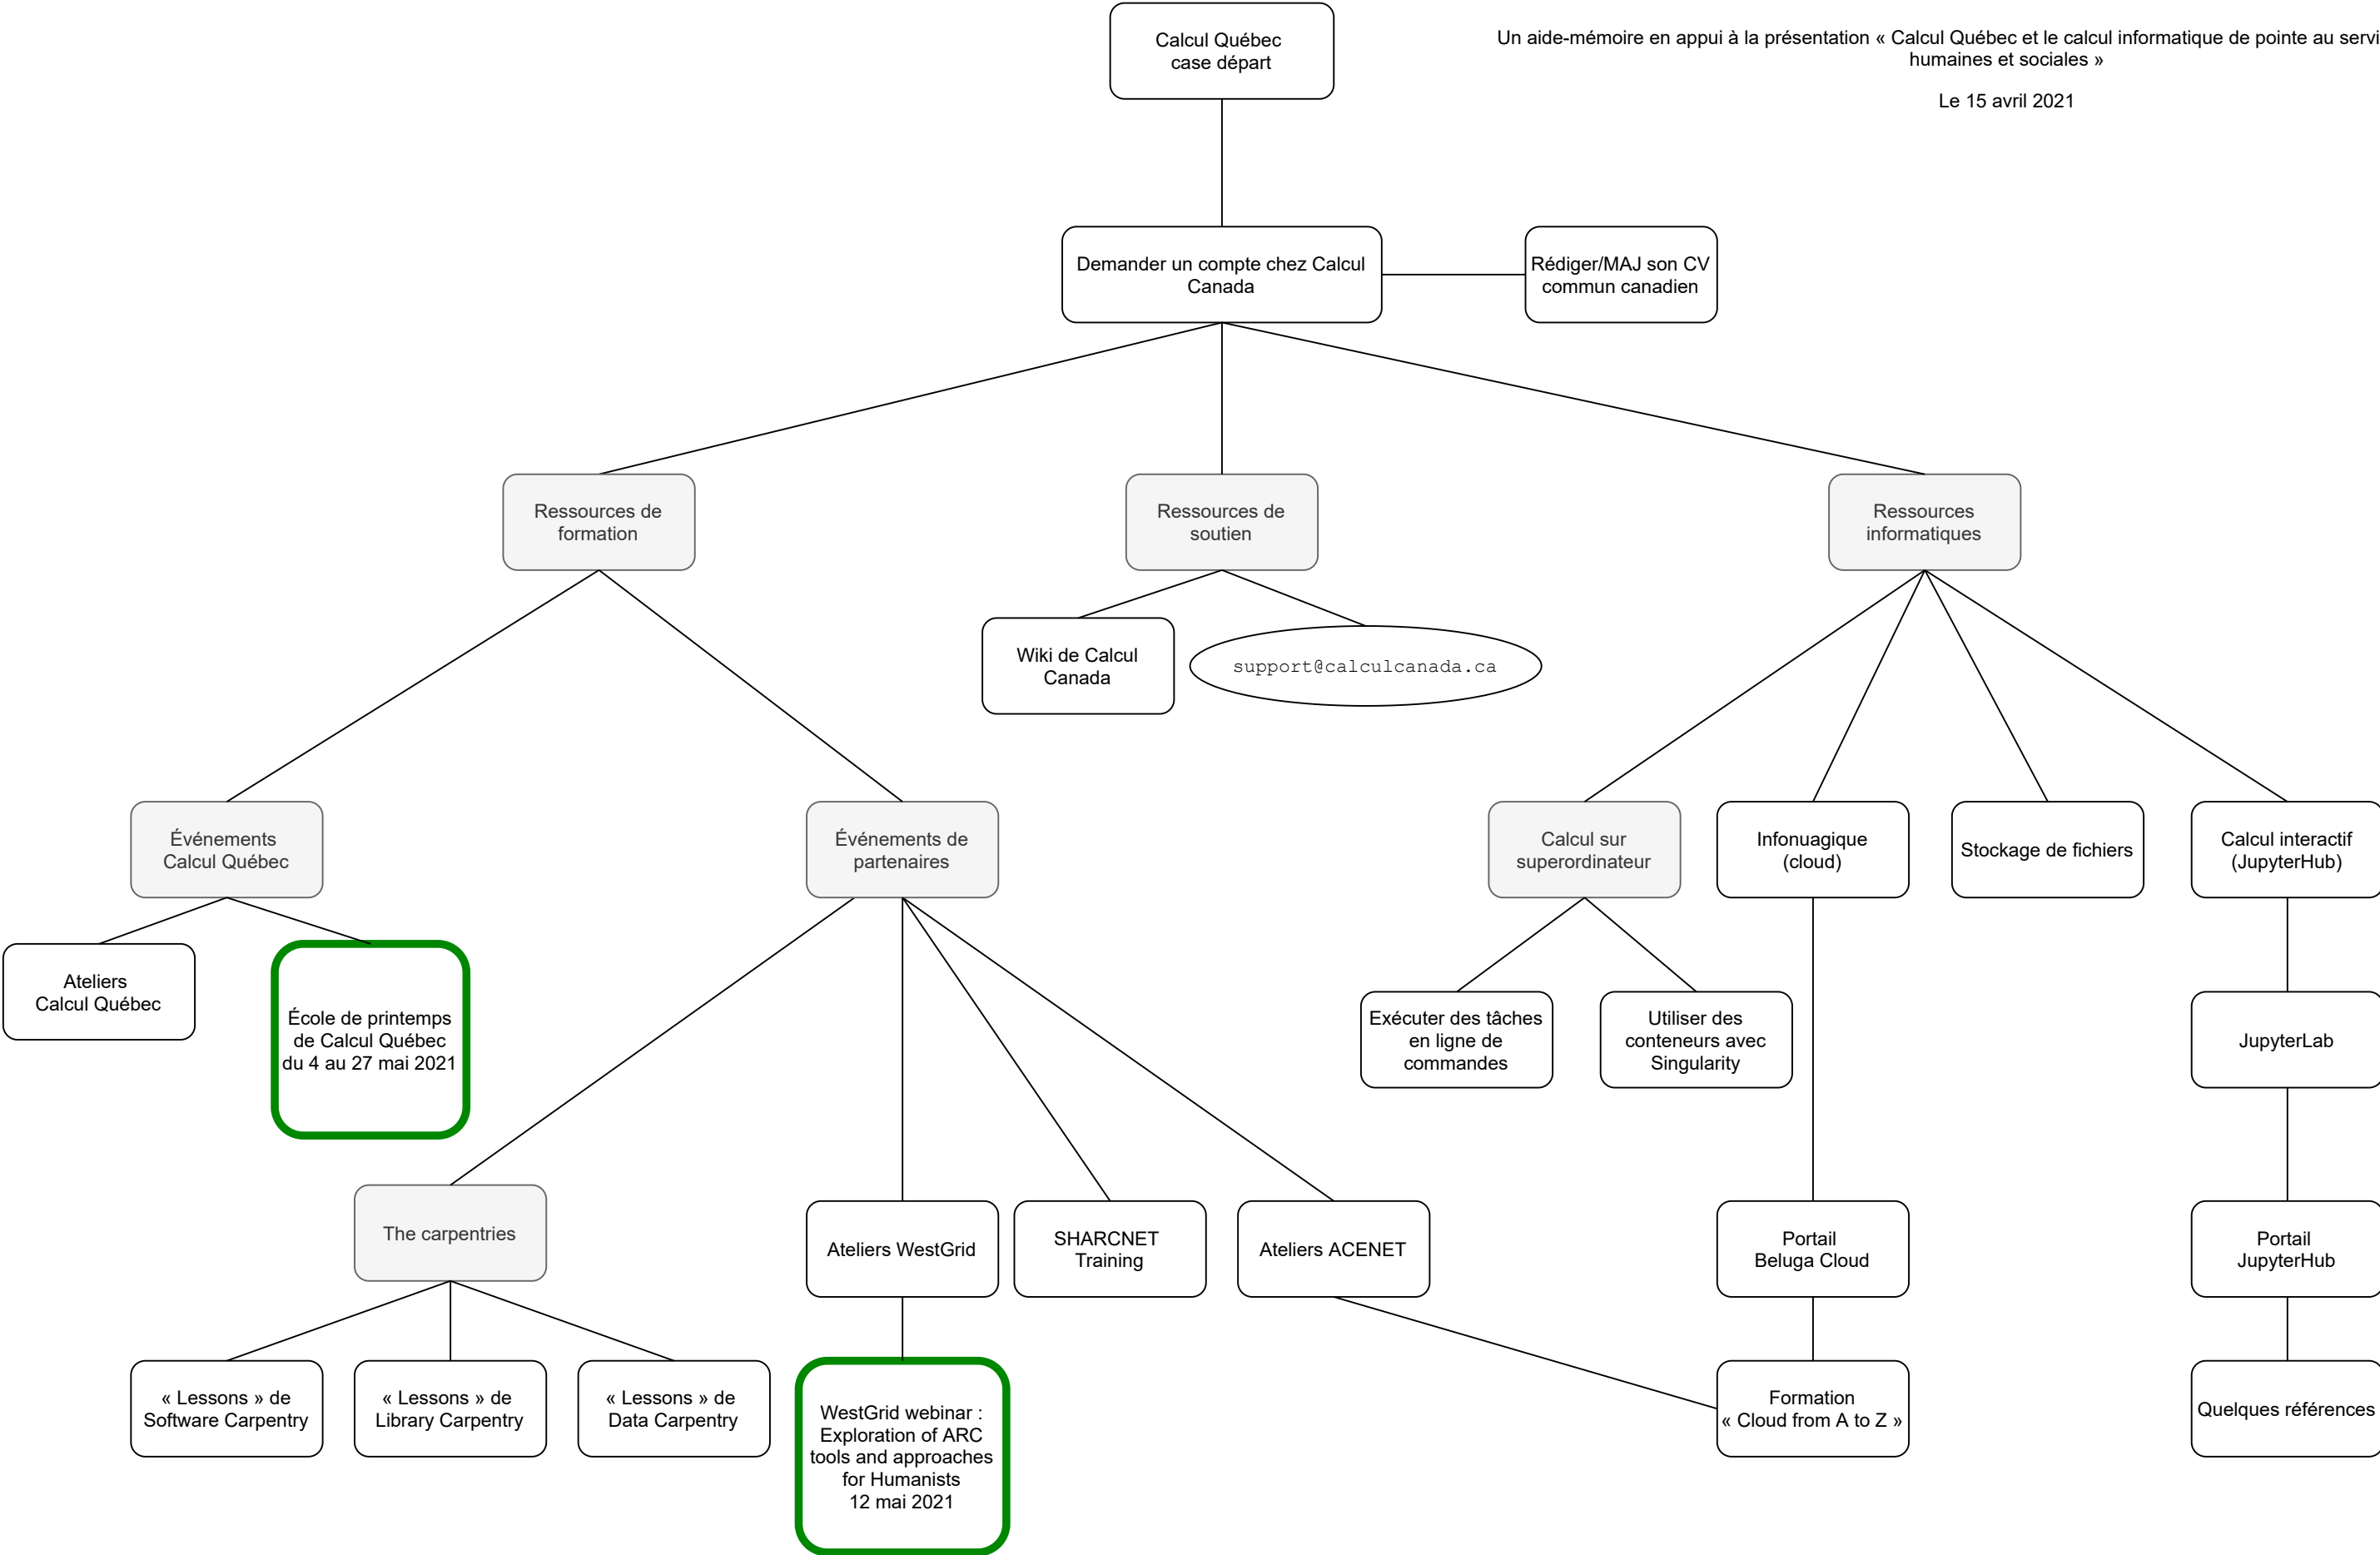 Calcul Québec
case départ
Un aide-mémoire en appui à la présentation « Calcul Québec et le calcul informatique de pointe au servi
humaines et sociales »
Le 15 avril 2021
Demander un compte chez Calcul
Canada
Rédiger/MAJ son CV
commun canadien
Ressources de
formation
Ressources de
soutien
Ressources
informatiques
Wiki de Calcul
Canada
support@calculcanada.ca
Événements
Calcul Québec
Événements de
partenaires
Calcul sur
superordinateur
Infonuagique
(cloud)
Stockage de fichiers
Calcul interactif
(JupyterHub)
Ateliers
Calcul Québec
École de printemps
de Calcul Québec
du 4 au 27 mai 2021
Exécuter des tâches
en ligne de
commandes
Utiliser des
conteneurs avec
Singularity
JupyterLab
The carpentries
Ateliers WestGrid
SHARCNET
Training
Ateliers ACENET
Portail
Beluga Cloud
Portail
JupyterHub
« Lessons » de
Software Carpentry
« Lessons » de
Library Carpentry
« Lessons » de
Data Carpentry
WestGrid webinar :
Exploration of ARC
tools and approaches
for Humanists
12 mai 2021
Formation
« Cloud from A to Z »
Quelques références